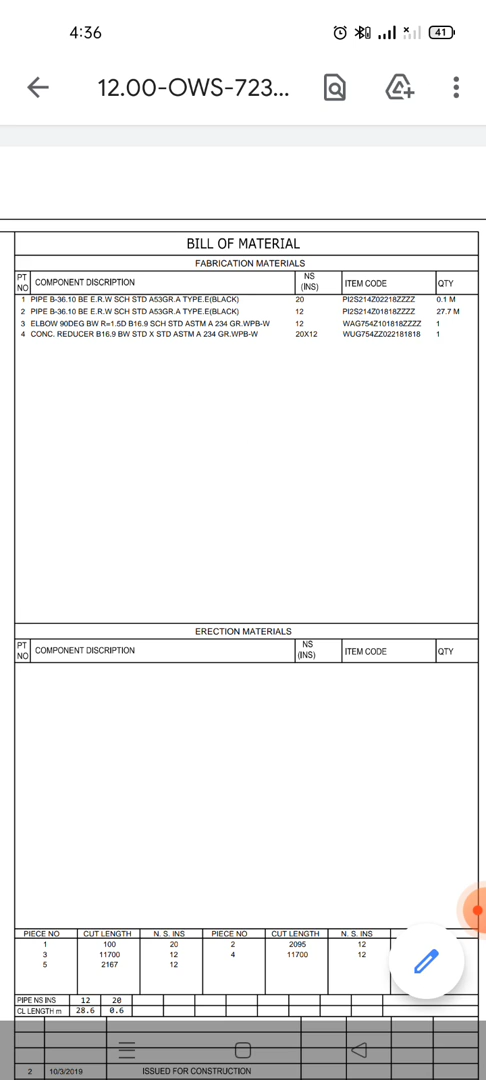 4:36
41
12.00-OWS-723...
BILL OF MATERIAL
FABRICATION MATERIALS
PT NO COMPONENT DISCRIPTION NS (INS) ITEM CODE QTY
1 PIPE B-36.10 BE E.R.W SCH STD A53GR.A TYPE.E(BLACK) 20 PI2S214Z02218ZZZZ 0.1 M
2 PIPE B-36.10 BE E.R.W SCH STD A53GR.A TYPE.E(BLACK) 12 PI2S214Z01818ZZZZ 27.7 M
3 ELBOW 90DEG BW R=1.5D B16.9 SCH STD ASTM A 234 GR.WPB-W 12 WAG754Z101818ZZZZ 1
4 CONC. REDUCER B16.9 BW STD X STD ASTM A 234 GR.WPB-W 20X12 WUG754ZZ022181818 1
ERECTION MATERIALS
PT NO COMPONENT DISCRIPTION NS (INS) ITEM CODE QTY
PIECE NO CUT LENGTH N. S. INS PIECE NO CUT LENGTH N. S. INS
1 100 20 2 2095 12
3 11700 12 4 11700 12
5 2167 12
PIPE NS INS 12 20
CL LENGTH m 28.6 0.6
2 10/3/2019 ISSUED FOR CONSTRUCTION